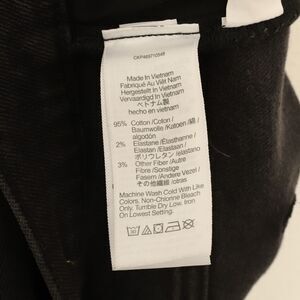 Made in Vietnam
Fabriqué Au Viêt Nam
Hergestellt in Vietnam
Vervaardigd in Vietnam
ベトナム製
hecho en vietnam
95% Cotton /Coton /
Baumwolle /Katoen /綿 /
algodón
2% Elastane /Élasthanne /
Elastan /Elastaan /
ポリウレタン /elastano
3% Other Fiber /Autre
Fibre /Sonstige
Fasern /Andere Vezel /
その他繊維 /otras
Machine Wash Cold With Like
Colors. Non-Chlorine Bleach
Only. Tumble Dry Low. Iron
On Lowest Setting.